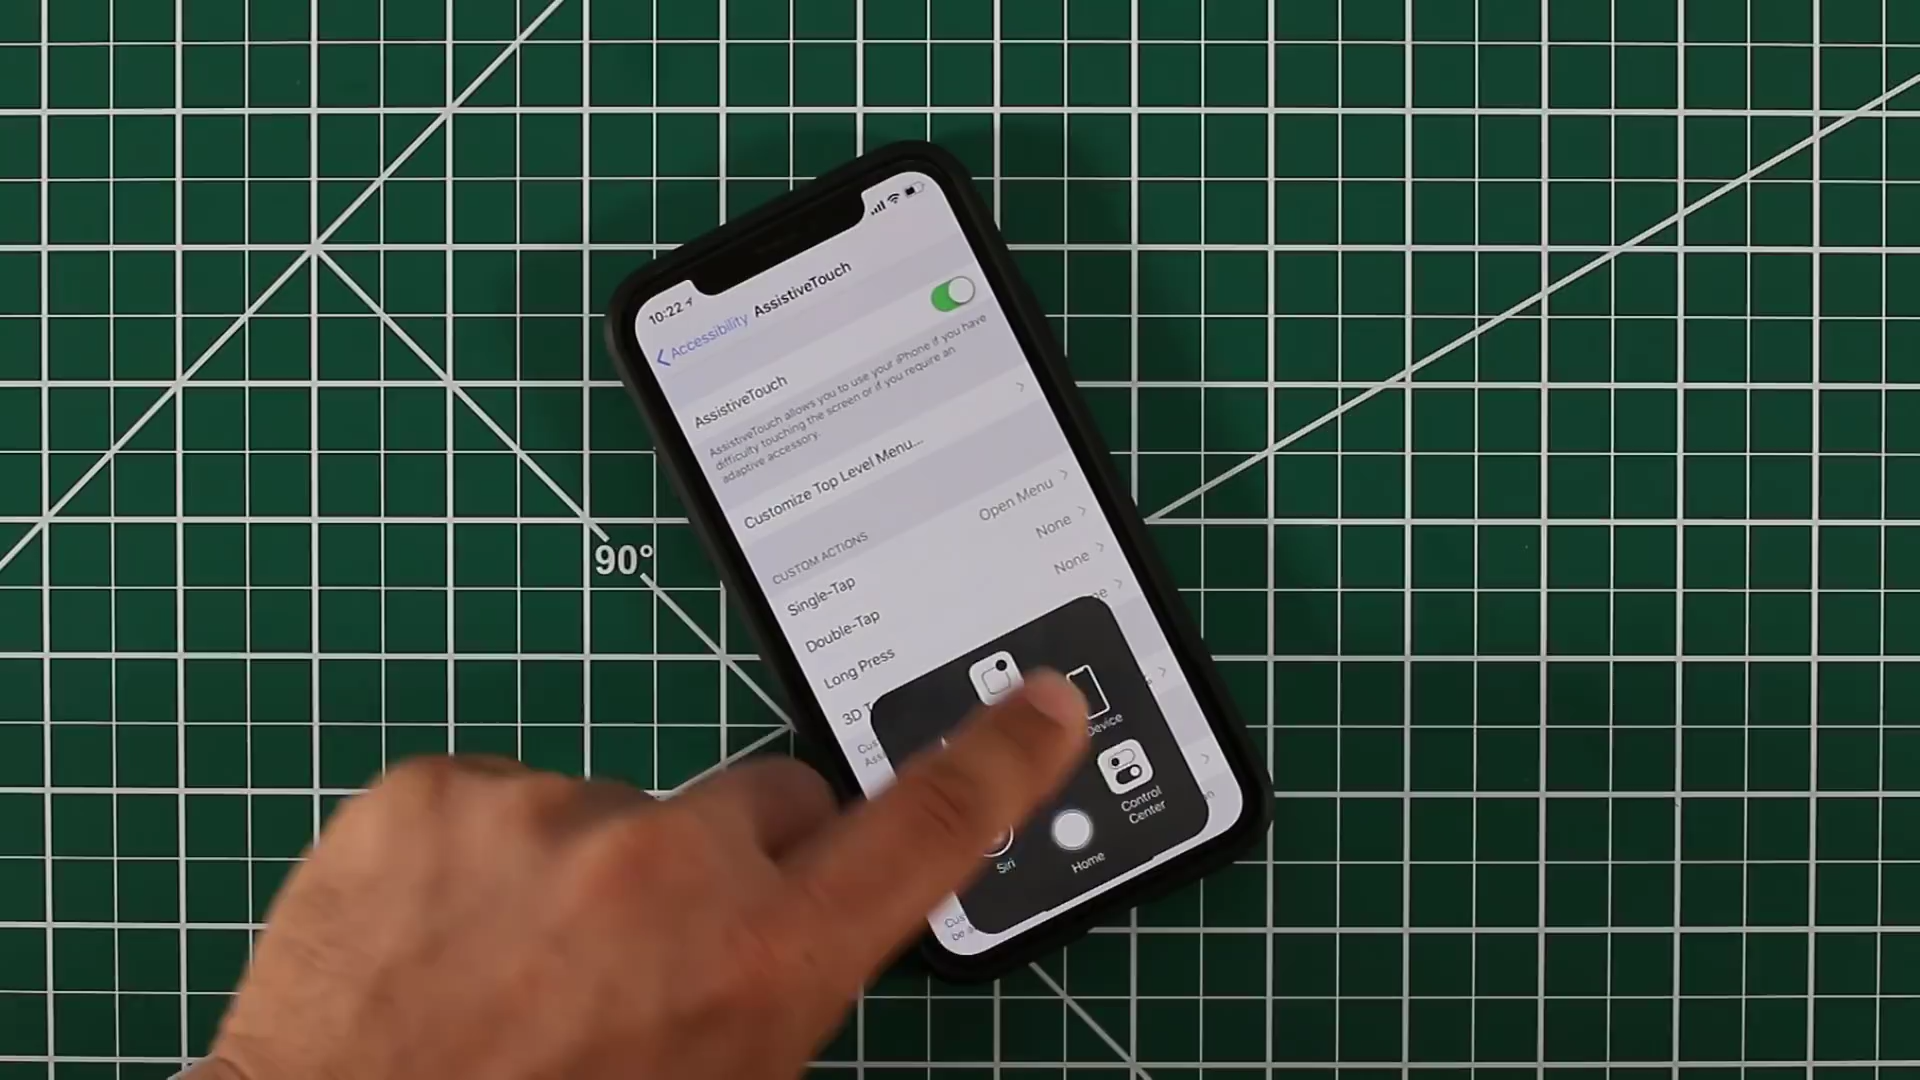 10:22
Accessibility AssistiveTouch
AssistiveTouch
AssistiveTouch allows you to use your iPhone if you have
difficulty touching the screen or if you require an
adaptive accessory.
Customize Top Level Menu...
CUSTOM ACTIONS
Single-Tap Open Menu
Double-Tap None
Long Press None
3D
Device
Control
Center
Siri
Home
90°